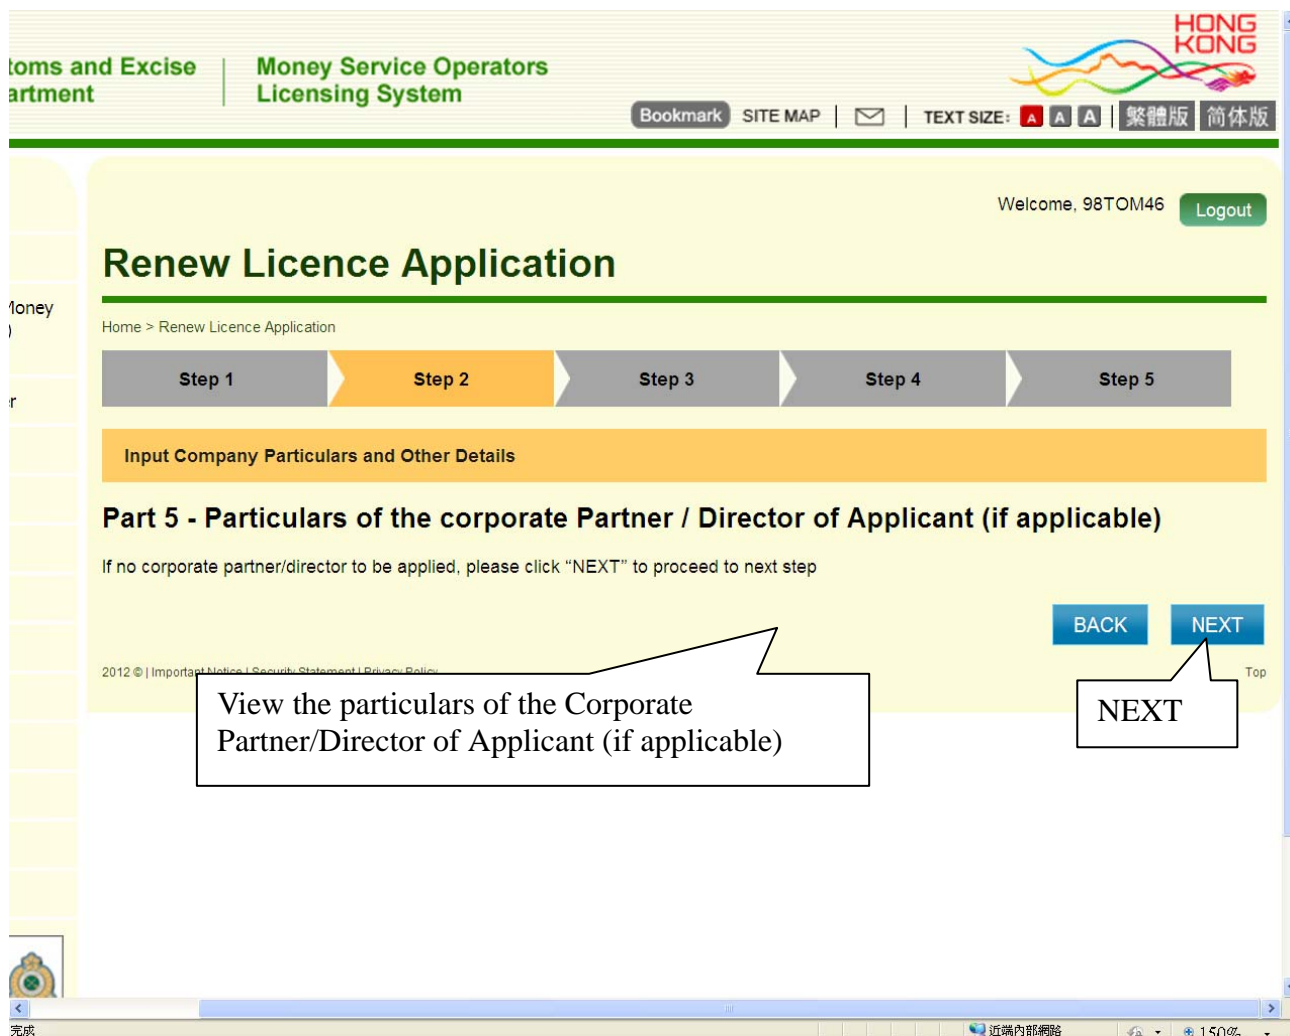 HONG
KONG
toms and Excise
artment
Money Service Operators
Licensing System
Bookmark SITE MAP | | TEXT SIZE: A A A | 繁體版 简体版
Welcome, 98TOM46 Logout
Renew Licence Application
Money
)
Home > Renew Licence Application
Step 1 Step 2 Step 3 Step 4 Step 5
r
Input Company Particulars and Other Details
Part 5 - Particulars of the corporate Partner / Director of Applicant (if applicable)
If no corporate partner/director to be applied, please click “NEXT” to proceed to next step
BACK NEXT
2012 © | Important Notice | Security Statement | Privacy Policy Top
View the particulars of the Corporate
Partner/Director of Applicant (if applicable)
NEXT
完成 近端內部網路 150%